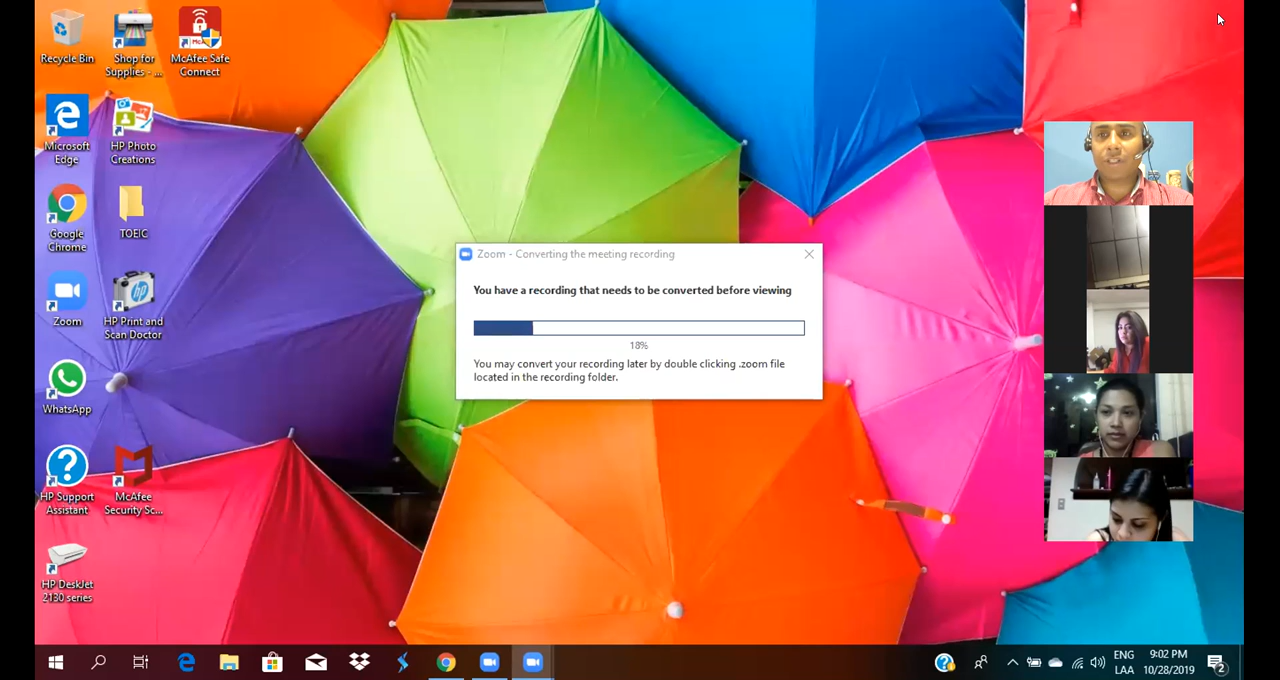 Recycle Bin
Shop for
Supplies - ...
McAfee Safe
Connect
Microsoft
Edge
HP Photo
Creations
Google
Chrome
TOEIC
Zoom
HP Print and
Scan Doctor
WhatsApp
HP Support
Assistant
McAfee
Security Sc...
HP DeskJet
2130 series
Zoom - Converting the meeting recording
You have a recording that needs to be converted before viewing
18%
You may convert your recording later by double clicking .zoom file
located in the recording folder.
ENG
LAA
9:02 PM
10/28/2019
2